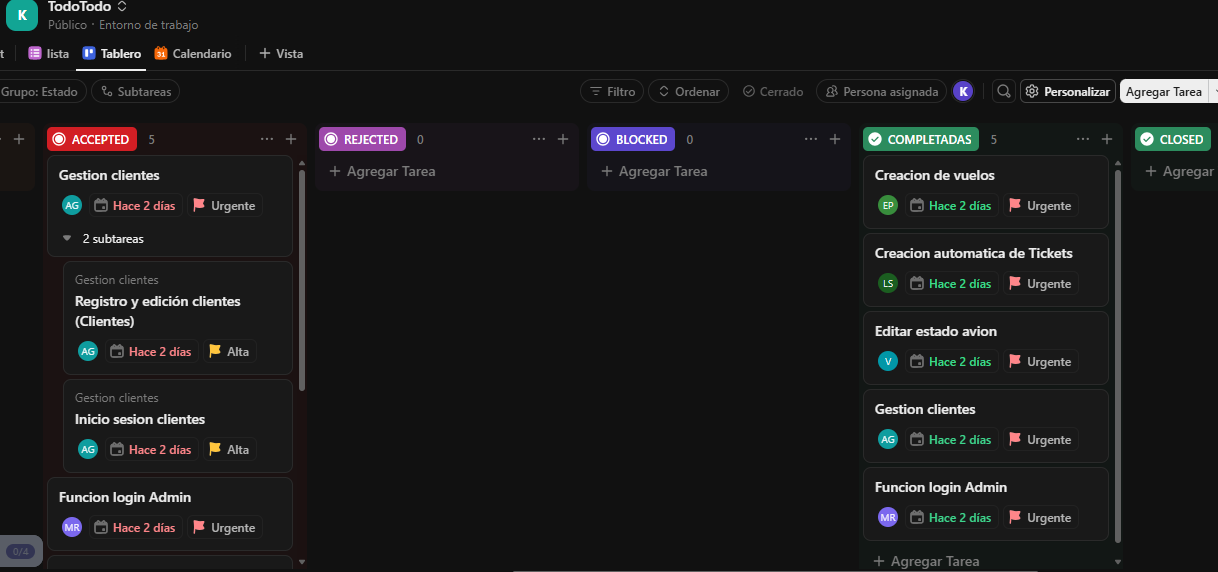 K
TodoTodo
Público · Entorno de trabajo
t
lista
Tablero
31
Calendario
+ Vista
Grupo: Estado
Subtareas
Filtro
Ordenar
Cerrado
Persona asignada
K
Personalizar
Agregar Tarea
ACCEPTED 5
Gestion clientes
AG Hace 2 días Urgente
2 subtareas
Gestion clientes
Registro y edición clientes
(Clientes)
AG Hace 2 días Alta
Gestion clientes
Inicio sesion clientes
AG Hace 2 días Alta
Funcion login Admin
MR Hace 2 días Urgente
0/4
REJECTED 0
+ Agregar Tarea
BLOCKED 0
+ Agregar Tarea
COMPLETADAS 5
Creacion de vuelos
EP Hace 2 días Urgente
Creacion automatica de Tickets
LS Hace 2 días Urgente
Editar estado avion
V Hace 2 días Urgente
Gestion clientes
AG Hace 2 días Urgente
Funcion login Admin
MR Hace 2 días Urgente
+ Agregar Tarea
CLOSED
+ Agregar